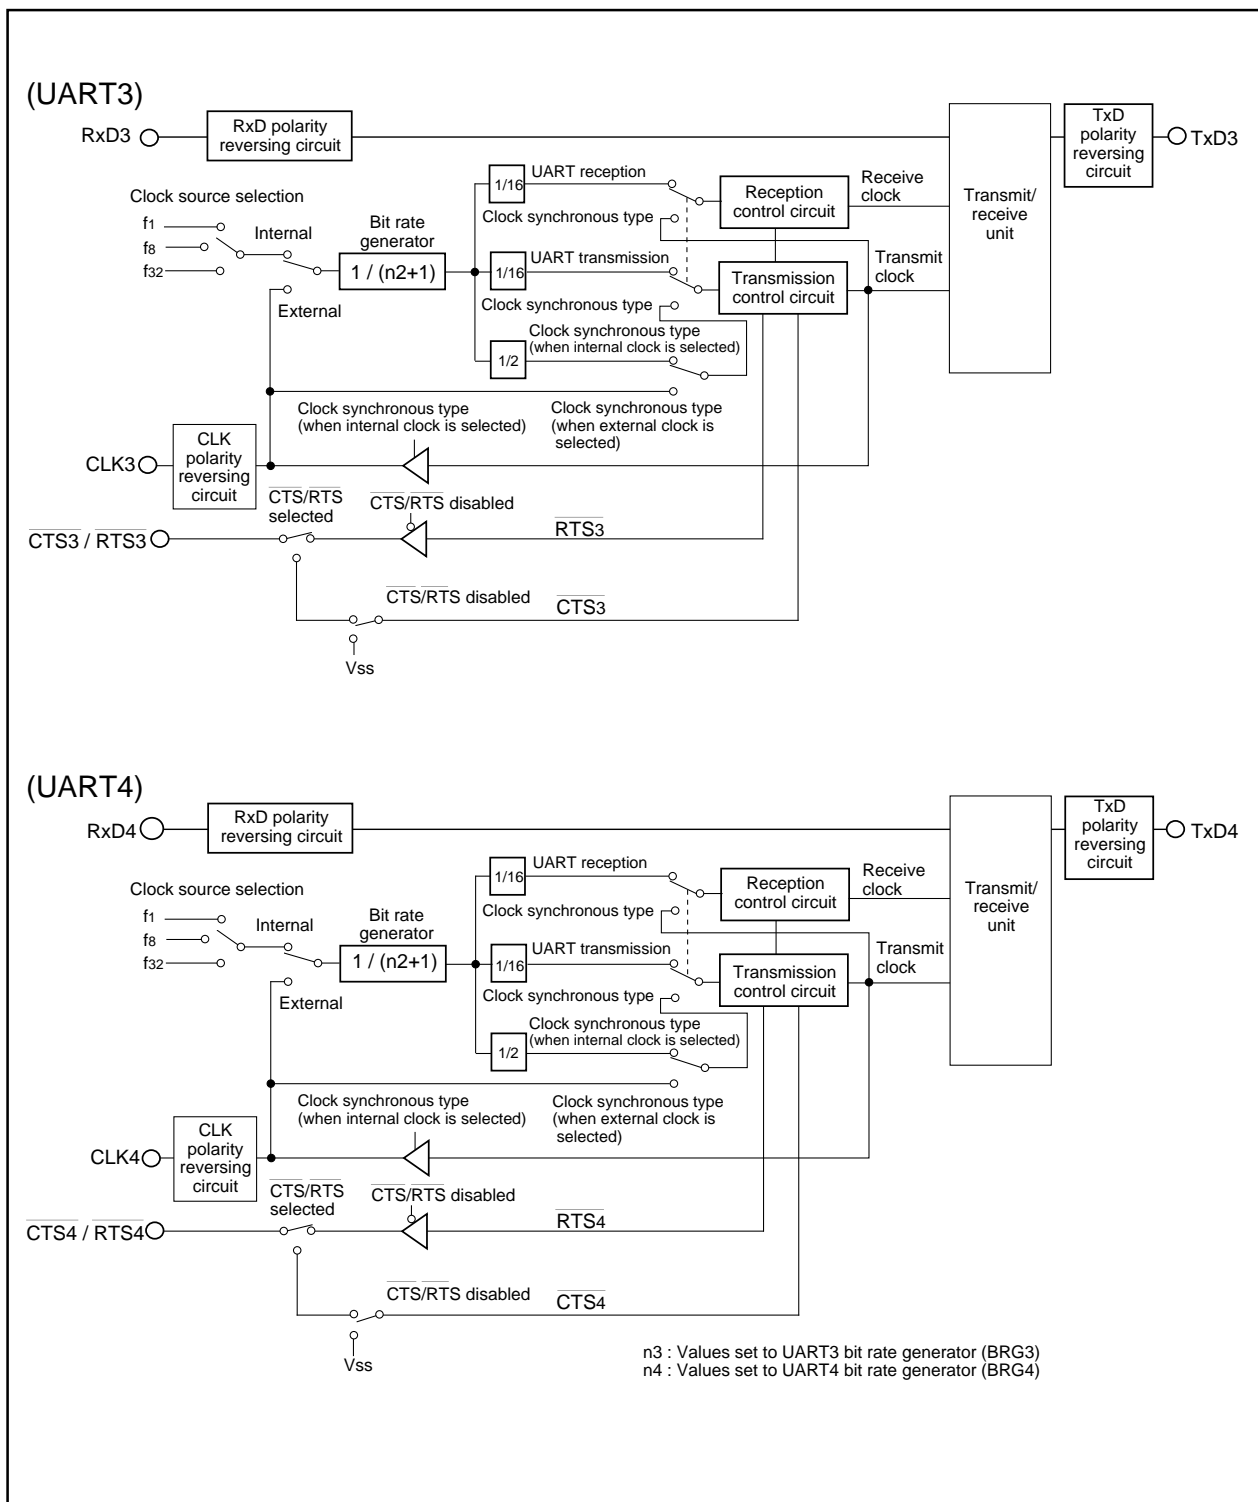 (UART3)
RxD3
RxD polarity
reversing circuit
TxD
polarity
reversing
circuit
TxD3
Clock source selection
f1
f8
f32
Internal
External
Bit rate
generator
1 / (n2+1)
1/16
UART reception
Clock synchronous type
1/16
UART transmission
Clock synchronous type
Clock synchronous type
(when internal clock is selected)
1/2
Reception
control circuit
Receive
clock
Transmission
control circuit
Transmit
clock
Transmit/
receive
unit
Clock synchronous type
(when internal clock is selected)
Clock synchronous type
(when external clock is
selected)
CLK3
CLK
polarity
reversing
circuit
CTS/RTS
selected
CTS/RTS disabled
CTS3 / RTS3
RTS3
CTS/RTS disabled
CTS3
Vss
(UART4)
RxD4
RxD polarity
reversing circuit
TxD
polarity
reversing
circuit
TxD4
Clock source selection
f1
f8
f32
Internal
External
Bit rate
generator
1 / (n2+1)
1/16
UART reception
Clock synchronous type
1/16
UART transmission
Clock synchronous type
Clock synchronous type
(when internal clock is selected)
1/2
Reception
control circuit
Receive
clock
Transmission
control circuit
Transmit
clock
Transmit/
receive
unit
Clock synchronous type
(when internal clock is selected)
Clock synchronous type
(when external clock is
selected)
CLK4
CLK
polarity
reversing
circuit
CTS/RTS
selected
CTS/RTS disabled
CTS4 / RTS4
RTS4
CTS/RTS disabled
CTS4
Vss
n3 : Values set to UART3 bit rate generator (BRG3)
n4 : Values set to UART4 bit rate generator (BRG4)